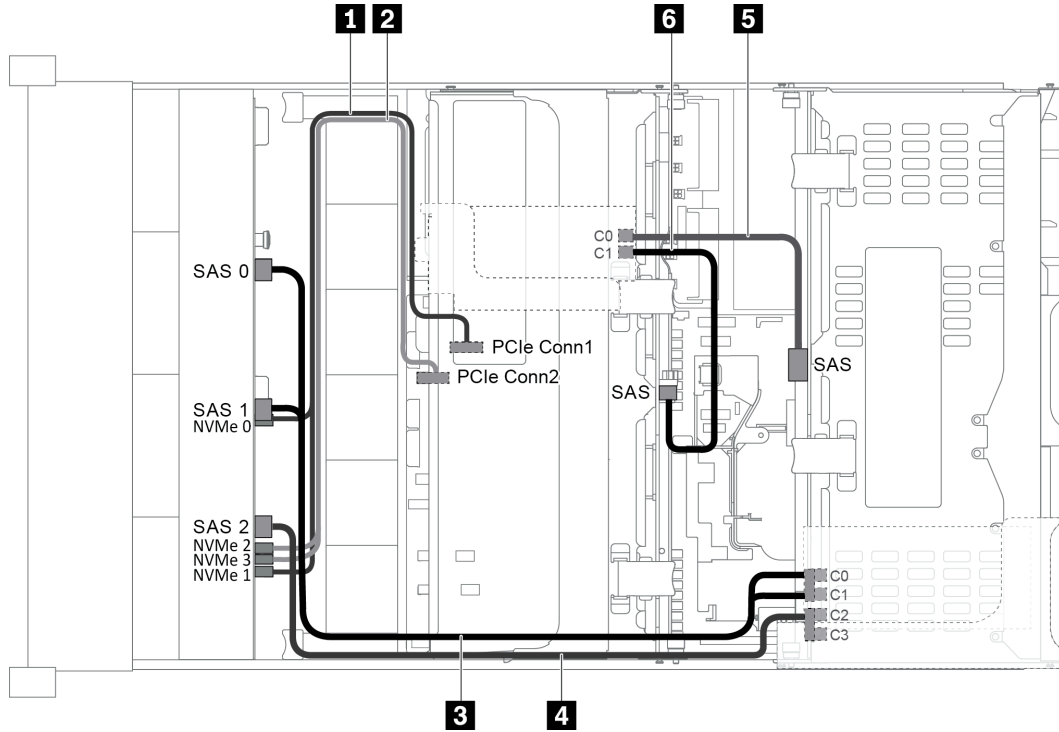 1 2 6 5
C0
C1
SAS 0
PCIe Conn1
SAS
PCIe Conn2
SAS
SAS 1
NVMe 0
SAS 2
NVMe 2
NVMe 3
NVMe 1
C0
C1
C2
C3
3 4